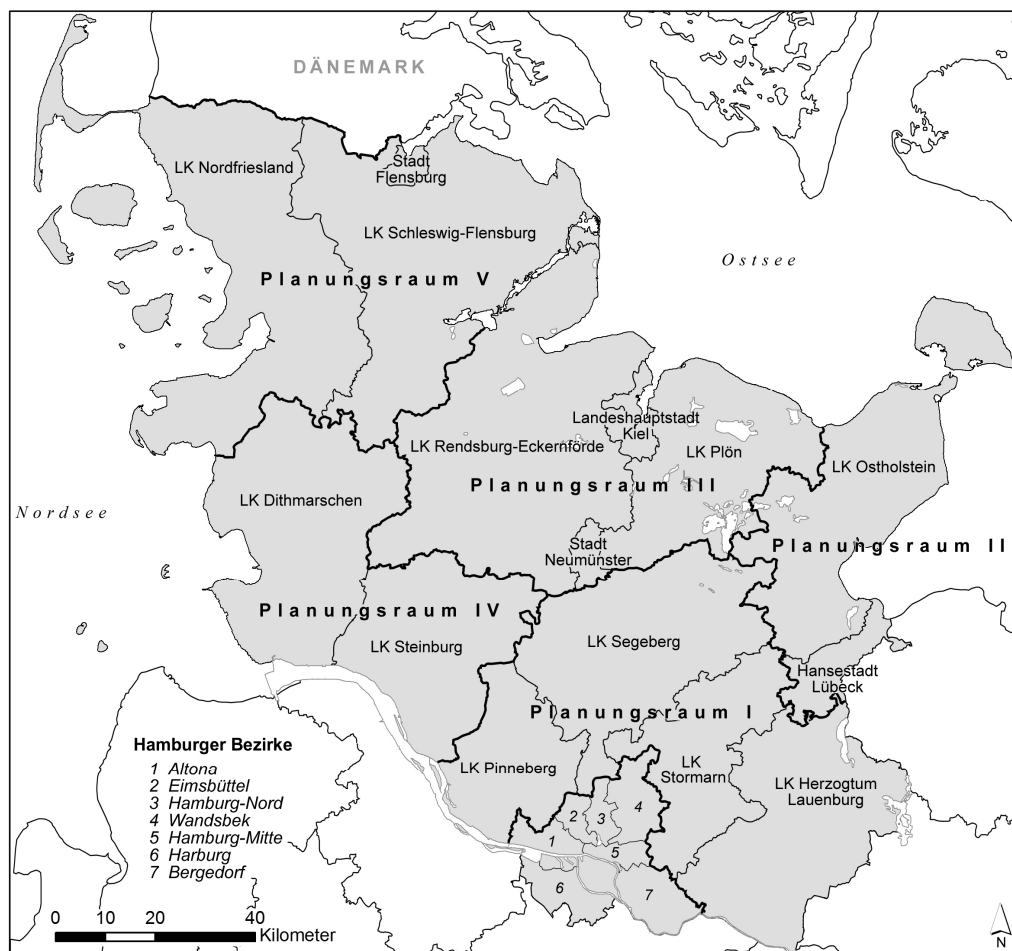 DÄNEMARK
LK Nordfriesland
Stadt
Flensburg
LK Schleswig-Flensburg
Ostsee
Planungsraum V
Landeshauptstadt
Kiel
LK Rendsburg-Eckernförde
LK Plön
LK Ostholstein
Planungsraum III
LK Dithmarschen
Nordsee
Stadt
Neumünster
Planungsraum II
Planungsraum IV
LK Steinburg
LK Segeberg
Hansestadt
Lübeck
Planungsraum I
LK Pinneberg
LK
Stormarn
LK Herzogtum
Lauenburg
2
3
4
1
5
6
7
Hamburger Bezirke
1 Altona
2 Eimsbüttel
3 Hamburg-Nord
4 Wandsbek
5 Hamburg-Mitte
6 Harburg
7 Bergedorf
0 10 20 40
Kilometer
N